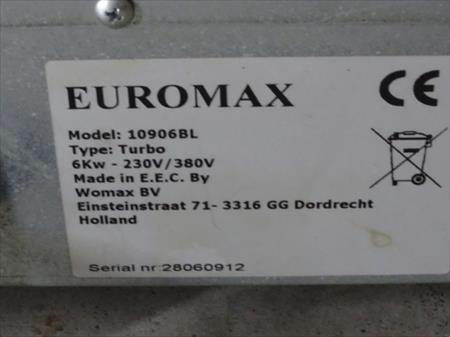 EUROMAX
CE
Model: 10906BL
Type: Turbo
6Kw - 230V/380V
Made in E.E.C. By
Womax BV
Einsteinstraat 71- 3316 GG Dordrecht
Holland
Serial nr:28060912